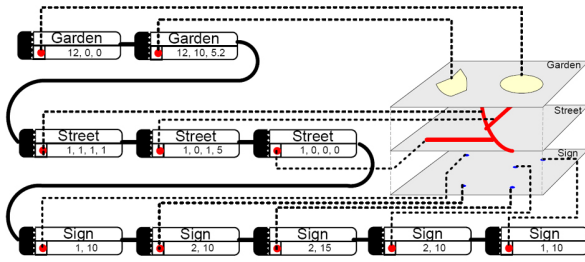 Garden
12, 0, 0
Garden
12, 10, 5.2
Garden
Street
Sign
Street
1, 1, 1, 1
Street
1, 0, 1, 5
Street
1, 0, 0, 0
Sign
1, 10
Sign
2, 10
Sign
2, 15
Sign
2, 10
Sign
1, 10